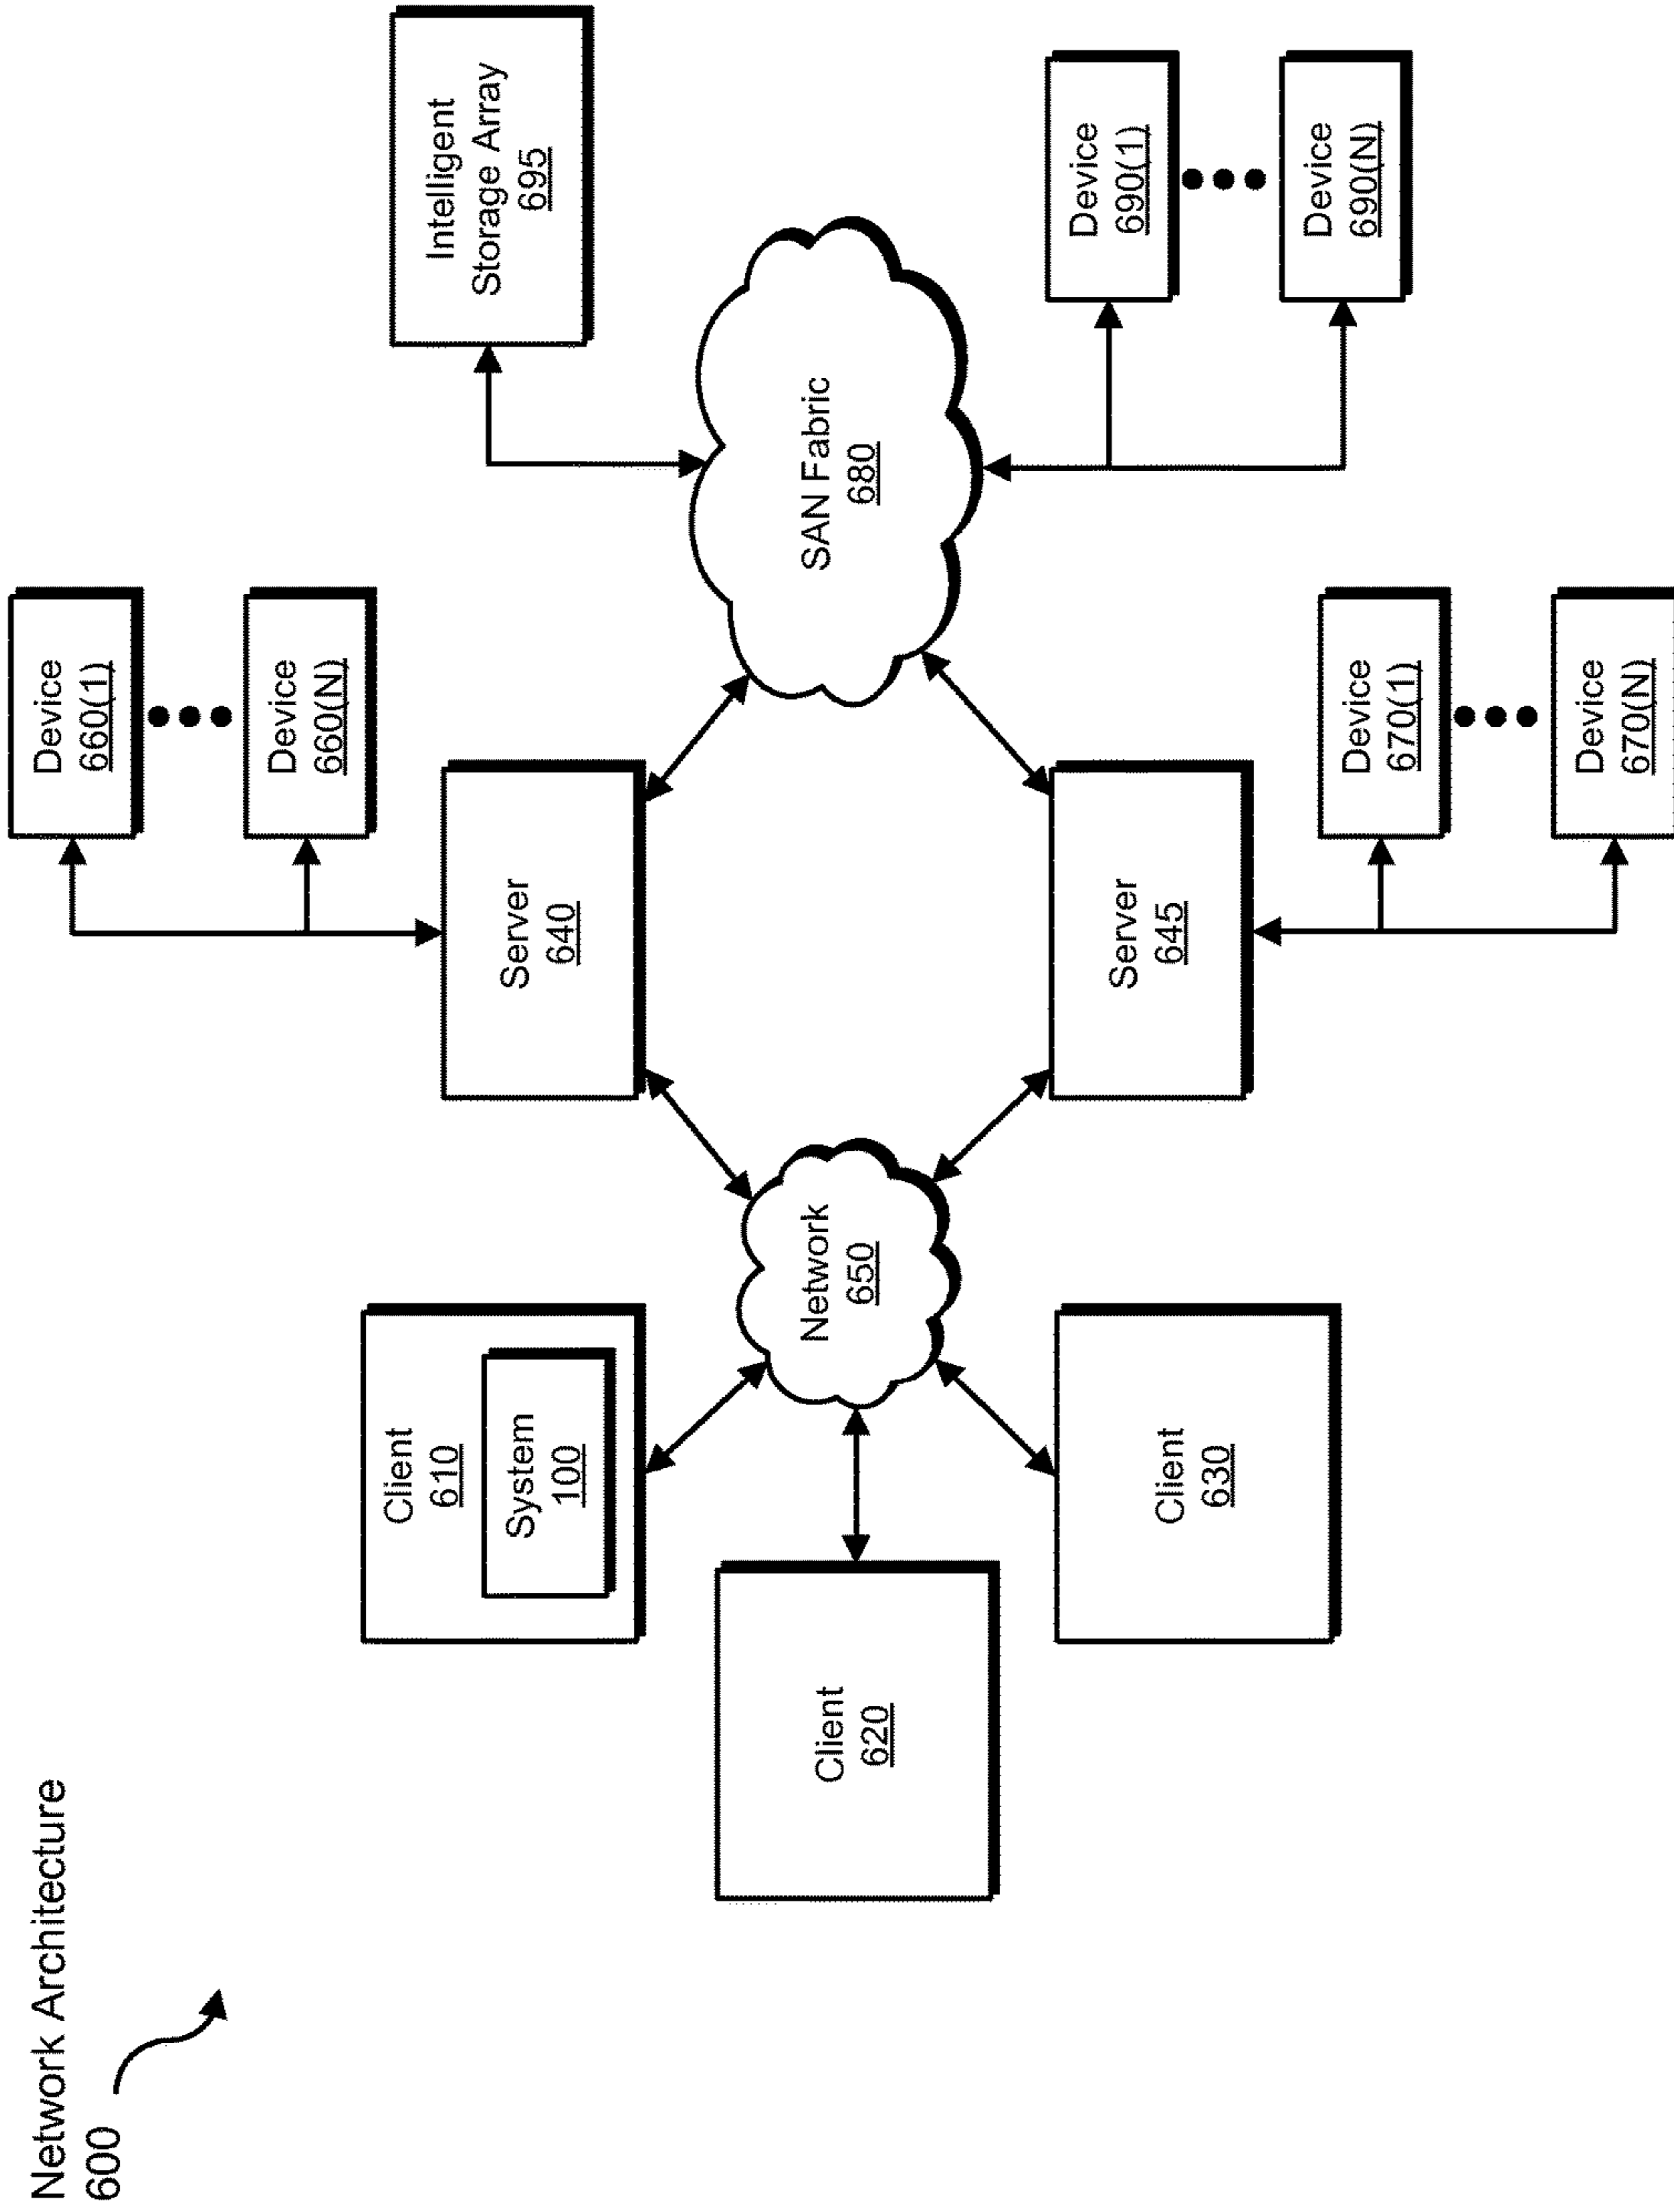 Network Architecture
600
Device
660(1)
Device
660(N)
Intelligent
Storage Array
695
Client
610
System
100
Server
640
Client
620
Network
650
SAN Fabric
680
Client
630
Server
645
Device
690(1)
Device
690(N)
Device
670(1)
Device
670(N)